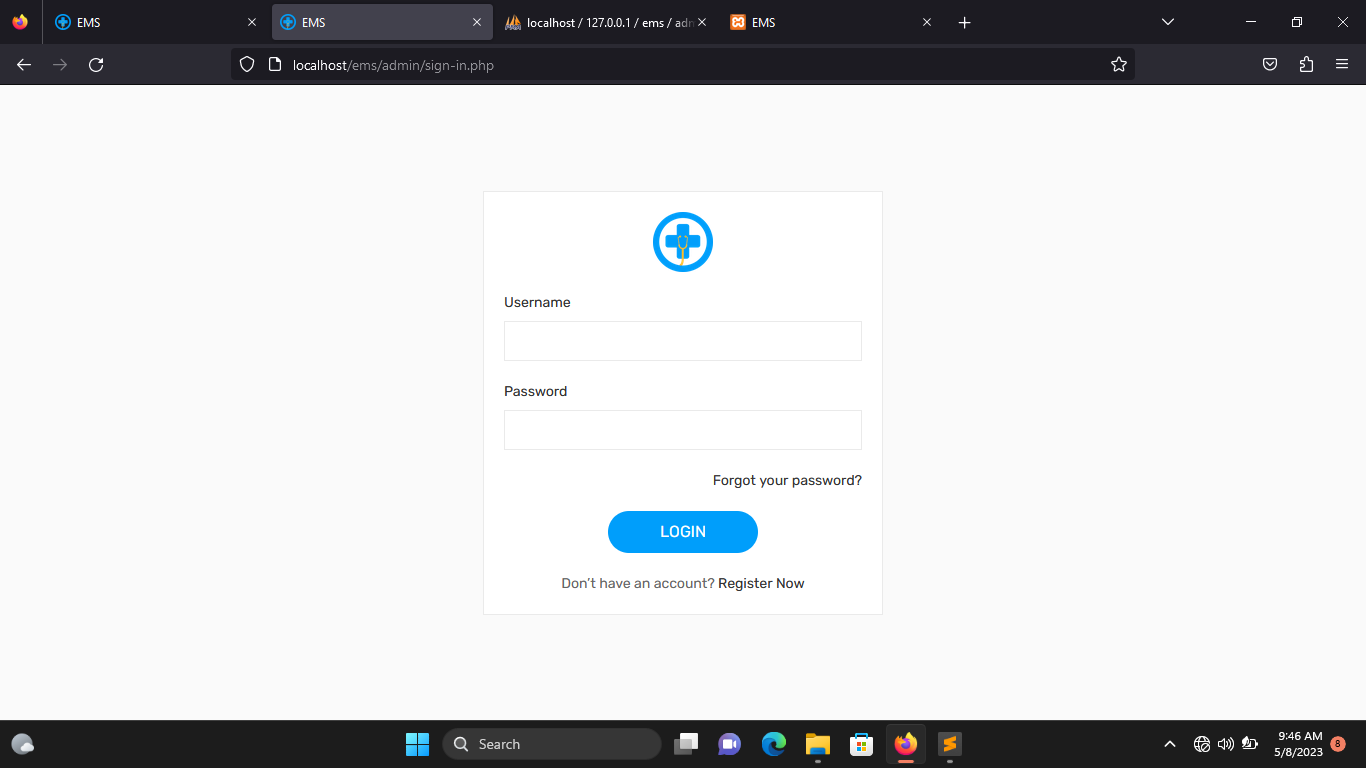 EMS
EMS
localhost / 127.0.0.1 / ems / adm
EMS
localhost/ems/admin/sign-in.php
Username
Password
Forgot your password?
LOGIN
Don't have an account? Register Now
Search
9:46 AM
5/8/2023
8